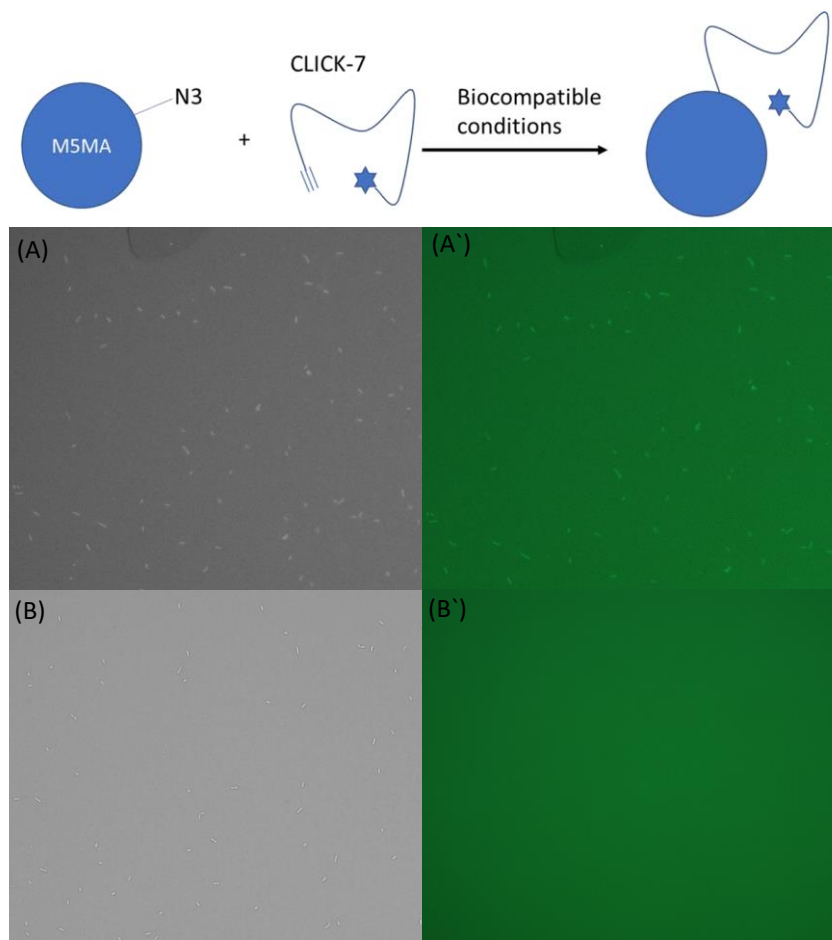 CLICK-7
N3
M5MA
+
Biocompatible
conditions
(A)
(A`)
(B)
(B`)